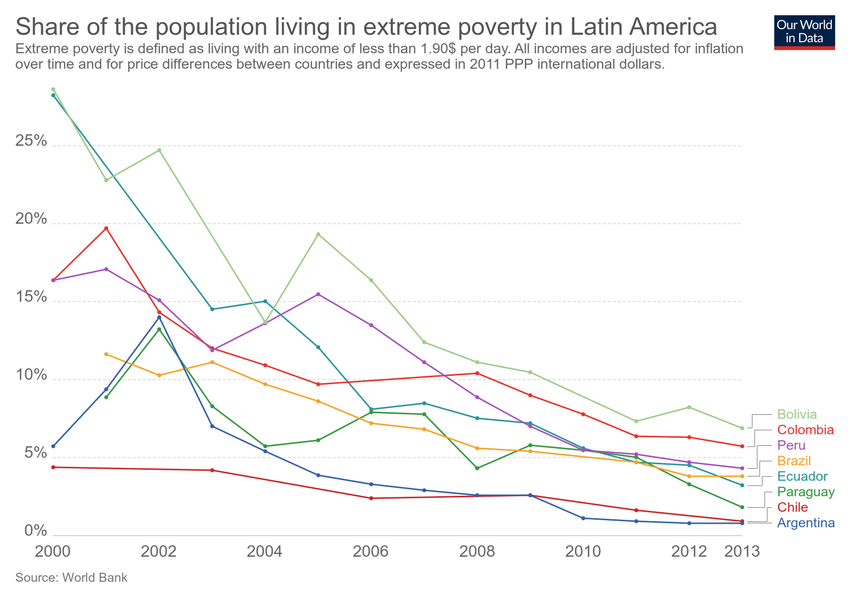 Share of the population living in extreme poverty in Latin America
Our World
in Data
Extreme poverty is defined as living with an income of less than 1.90$ per day. All incomes are adjusted for inflation
over time and for price differences between countries and expressed in 2011 PPP international dollars.
25%
20%
15%
10%
5%
0%
Bolivia
Colombia
Peru
Brazil
Ecuador
Paraguay
Chile
Argentina
2000
2002
2004
2006
2008
2010
2012
2013
Source: World Bank